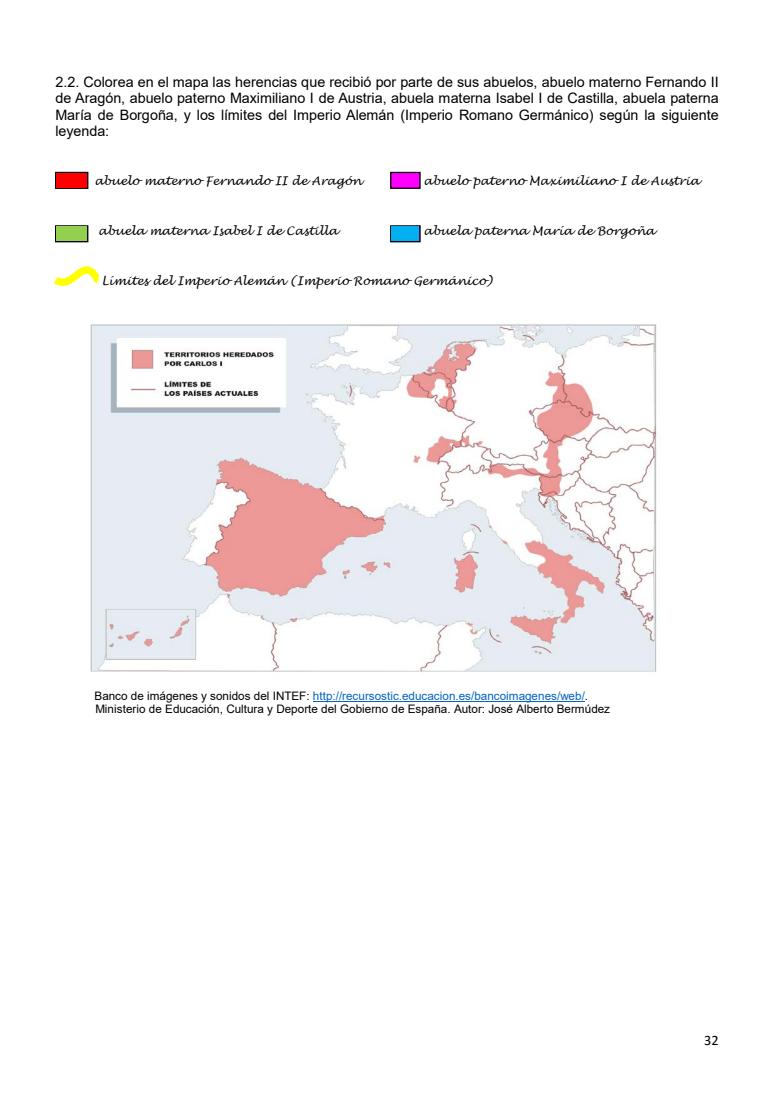 2.2. Colorea en el mapa las herencias que recibió por parte de sus abuelos, abuelo materno Fernando II
de Aragón, abuelo paterno Maximiliano I de Austria, abuela materna Isabel I de Castilla, abuela paterna
María de Borgoña, y los límites del Imperio Alemán (Imperio Romano Germánico) según la siguiente
leyenda:
abuelo materno Fernando II de Aragón
abuelo paterno Maximiliano I de Austria
abuela materna Isabel I de Castilla
abuela paterna María de Borgoña
Límites del Imperio Alemán (Imperio Romano Germánico)
TERRITORIOS HEREDADOS
POR CARLOS I
LÍMITES DE
LOS PAÍSES ACTUALES
Banco de imágenes y sonidos del INTEF: http://recursostic.educacion.es/bancoimagenes/web/.
Ministerio de Educación, Cultura y Deporte del Gobierno de España. Autor: José Alberto Bermúdez
32